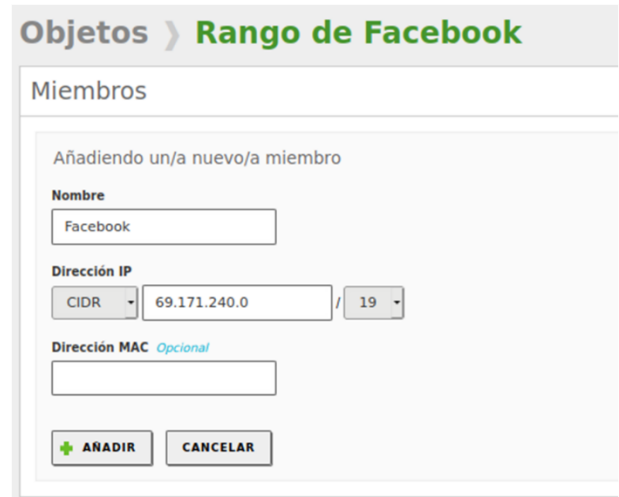 Objetos ❯ Rango de Facebook
Miembros
Añadiendo un/a nuevo/a miembro
Nombre
Facebook
Dirección IP
CIDR 69.171.240.0 / 19
Dirección MAC Opcional
AÑADIR CANCELAR